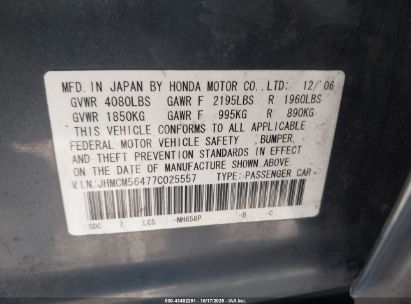 MFD. IN JAPAN BY HONDA MOTOR CO., LTD: 12/'06
GVWR 4080LBS GAWR F 2195LBS R 1960LBS
GVWR 1850KG GAWR F 995KG R 890KG
THIS VEHICLE CONFORMS TO ALL APPLICABLE
FEDERAL MOTOR VEHICLE SAFETY , BUMPER,
AND THEFT PREVENTION STANDARDS IN EFFECT
ON THE DATE OF MANUFACTURE SHOWN ABOVE.
V.I.N: JHMCM56477C025557 TYPE: PASSENGER CAR
7 LC5 -NH658P -B -C